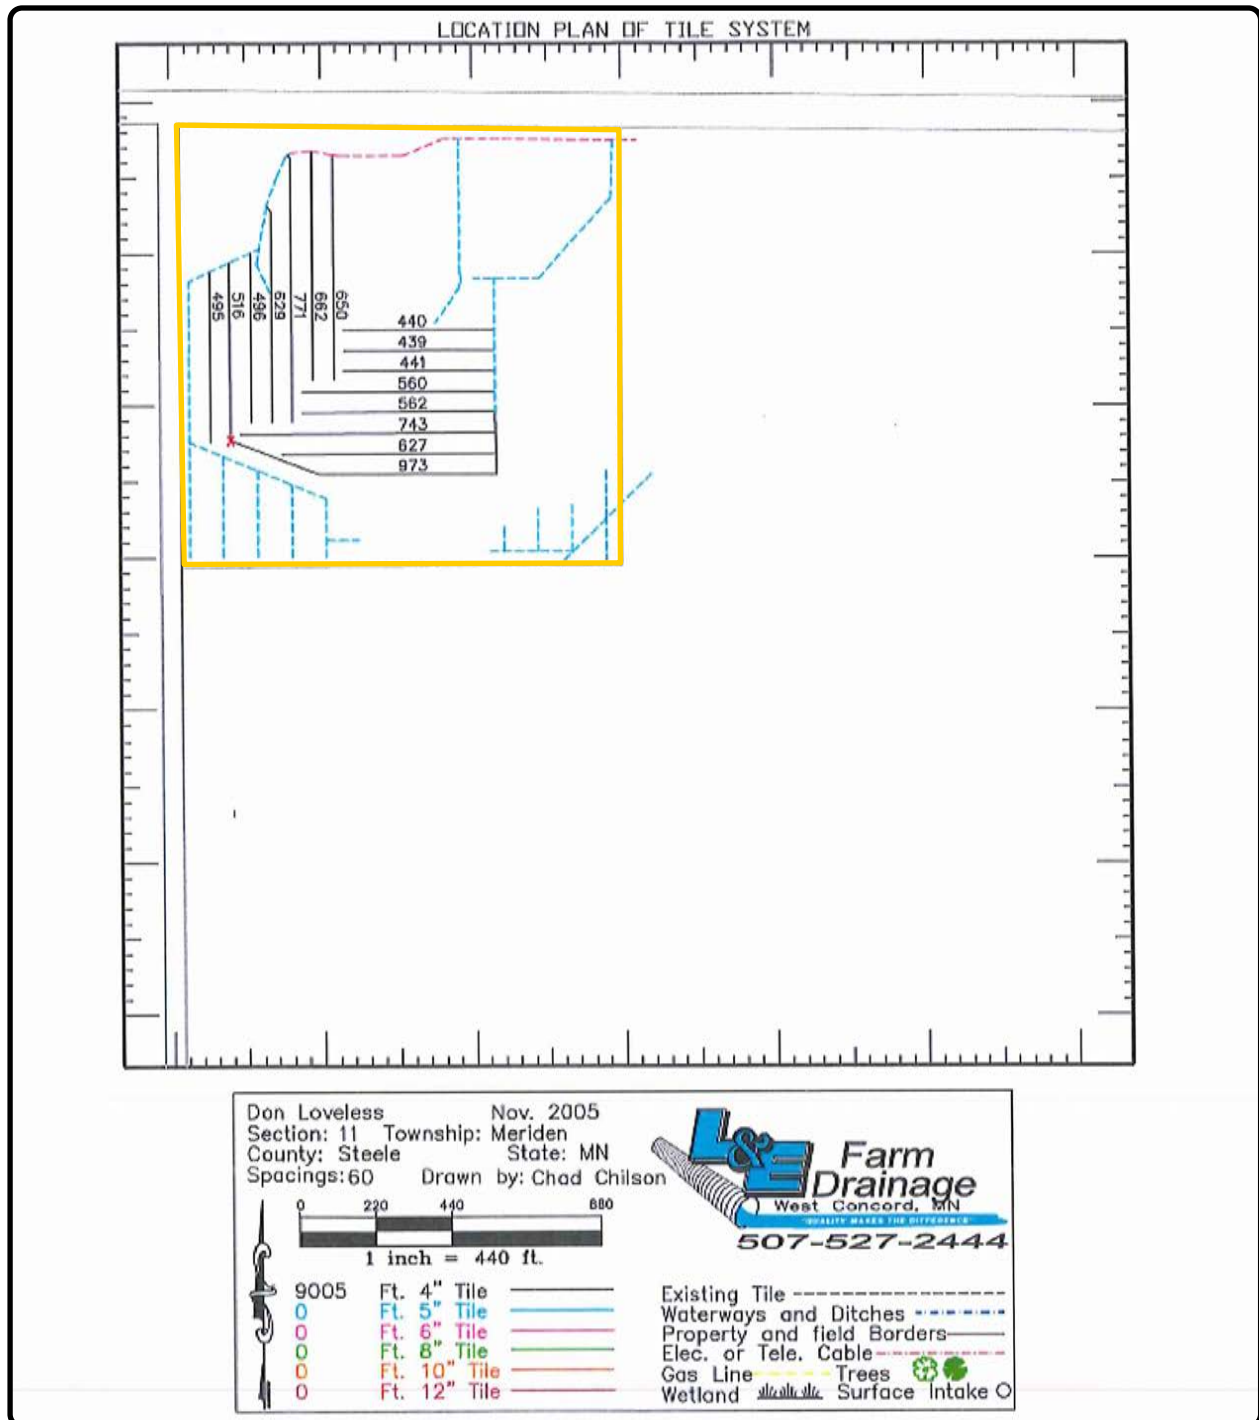 LOCATION PLAN OF TILE SYSTEM
495
516
496
629
771
662
650
440
439
441
560
562
743
627
973
Don Loveless Nov. 2005
Section: 11 Township: Meriden
County: Steele State: MN
Spacings:60 Drawn by: Chad Chilson
0 220 440 880
1 inch = 440 ft.
9005 Ft. 4" Tile
0 Ft. 5" Tile
0 Ft. 6" Tile
0 Ft. 8" Tile
0 Ft. 10" Tile
0 Ft. 12" Tile
L&E Farm
Drainage
West Concord, MN
"QUALITY MAKES THE DIFFERENCE"
507-527-2444
Existing Tile
Waterways and Ditches
Property and field Borders
Elec. or Tele. Cable
Gas Line Trees
Wetland Surface Intake